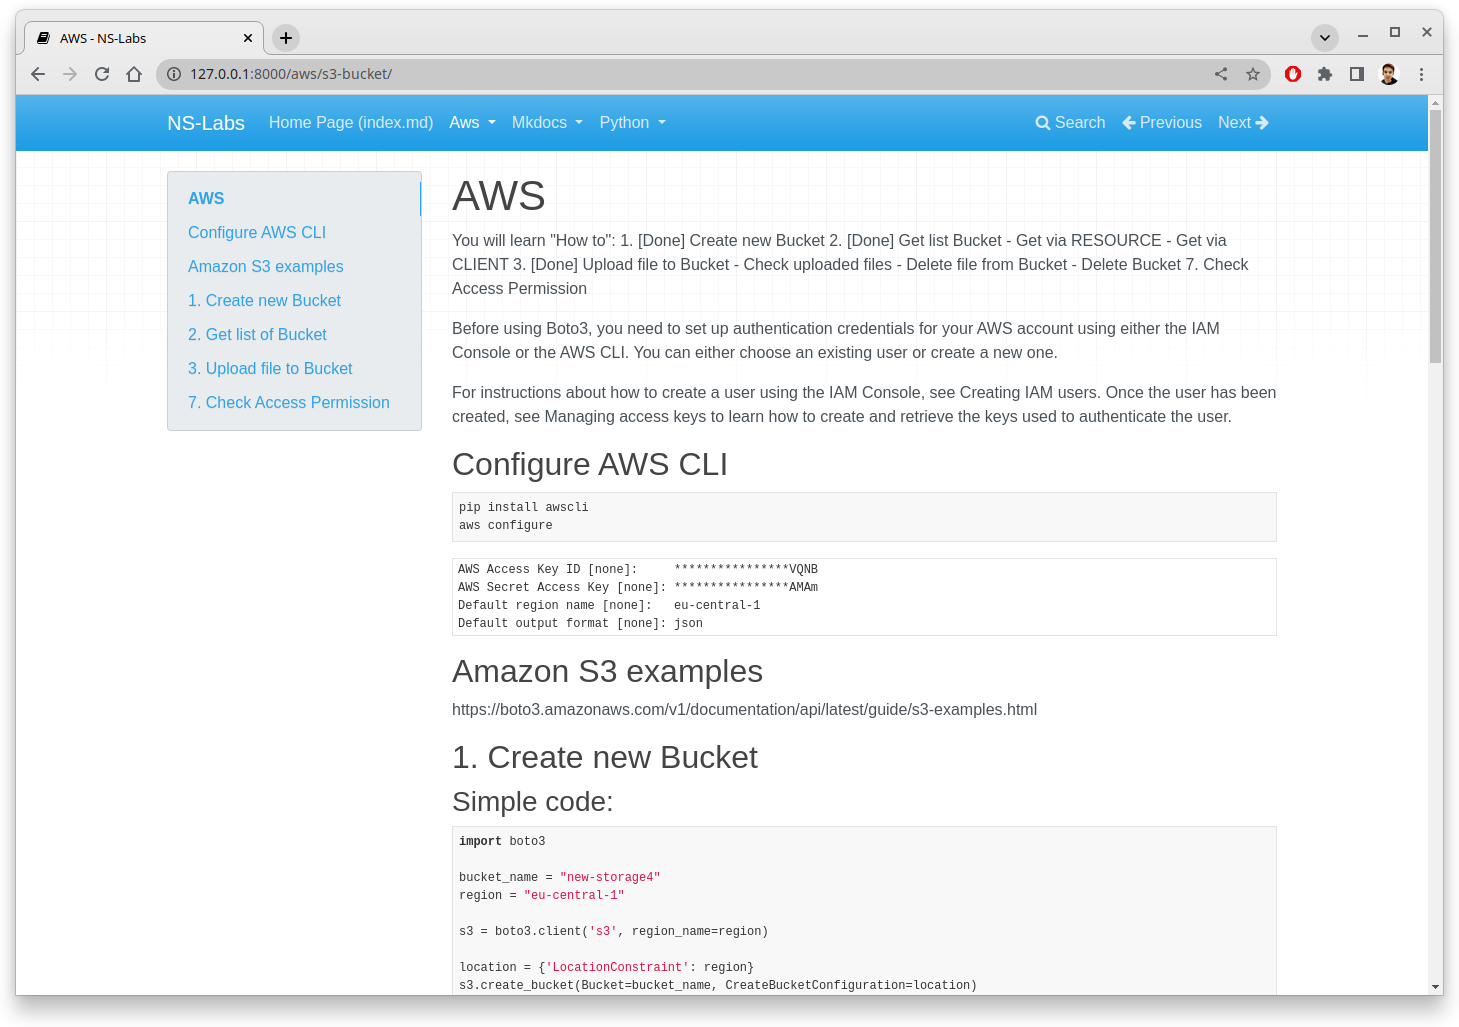 AWS - NS-Labs
127.0.0.1:8000/aws/s3-bucket/
NS-Labs Home Page (index.md) Aws Mkdocs Python Search Previous Next
AWS
Configure AWS CLI
Amazon S3 examples
1. Create new Bucket
2. Get list of Bucket
3. Upload file to Bucket
7. Check Access Permission
AWS
You will learn "How to": 1. [Done] Create new Bucket 2. [Done] Get list Bucket - Get via RESOURCE - Get via
CLIENT 3. [Done] Upload file to Bucket - Check uploaded files - Delete file from Bucket - Delete Bucket 7. Check
Access Permission
Before using Boto3, you need to set up authentication credentials for your AWS account using either the IAM
Console or the AWS CLI. You can either choose an existing user or create a new one.
For instructions about how to create a user using the IAM Console, see Creating IAM users. Once the user has been
created, see Managing access keys to learn how to create and retrieve the keys used to authenticate the user.
Configure AWS CLI
pip install awscli
aws configure
AWS Access Key ID [none]:     ****************VQNB
AWS Secret Access Key [none]: ****************AMAm
Default region name [none]:   eu-central-1
Default output format [none]: json
Amazon S3 examples
https://boto3.amazonaws.com/v1/documentation/api/latest/guide/s3-examples.html
1. Create new Bucket
Simple code:
import boto3
bucket_name = "new-storage4"
region = "eu-central-1"
s3 = boto3.client('s3', region_name=region)
location = {'LocationConstraint': region}
s3.create_bucket(Bucket=bucket_name, CreateBucketConfiguration=location)